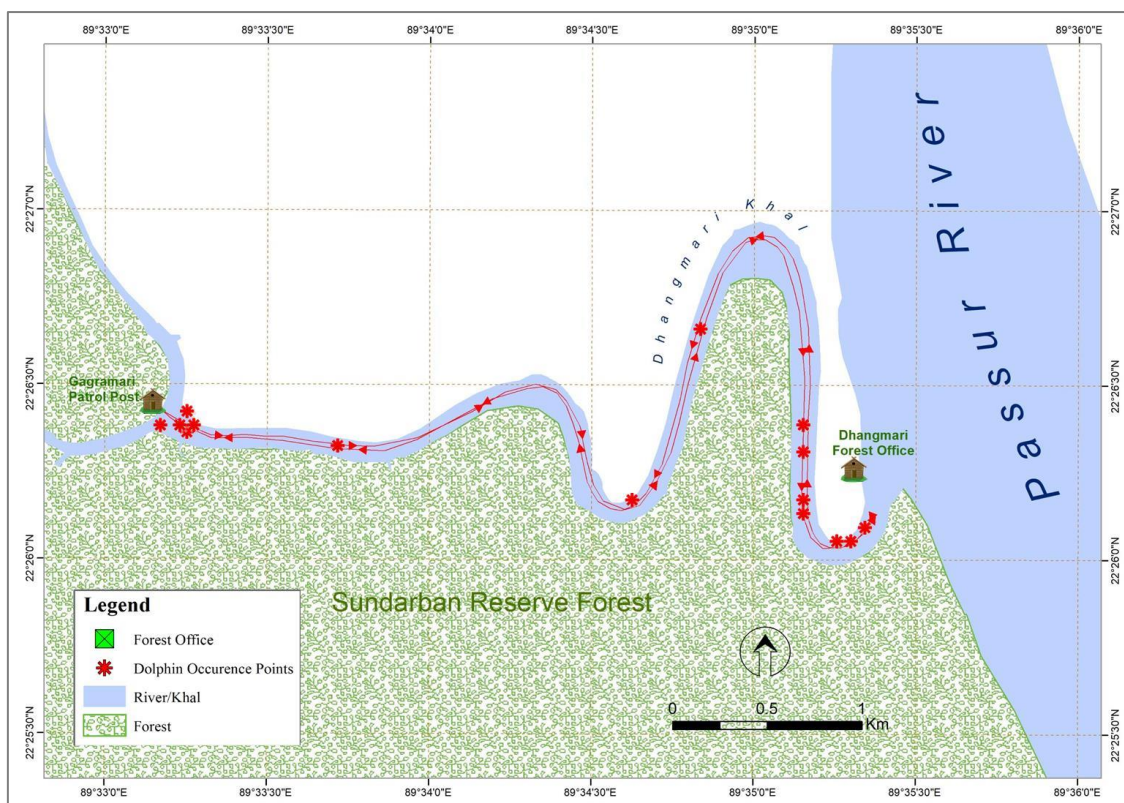 89°33'0"E
89°33'30"E
89°34'0"E
89°34'30"E
89°35'0"E
89°35'30"E
89°36'0"E
22°27'0"N
22°27'0"N
Dhangmari Khal
Passur River
22°26'30"N
22°26'30"N
Gagramari
Patrol Post
Dhangmari
Forest Office
22°26'0"N
22°26'0"N
Sundarban Reserve Forest
Legend
Forest Office
Dolphin Occurence Points
River/Khal
Forest
0 0.5 1
Km
22°25'30"N
22°25'30"N
89°33'0"E
89°33'30"E
89°34'0"E
89°34'30"E
89°35'0"E
89°35'30"E
89°36'0"E